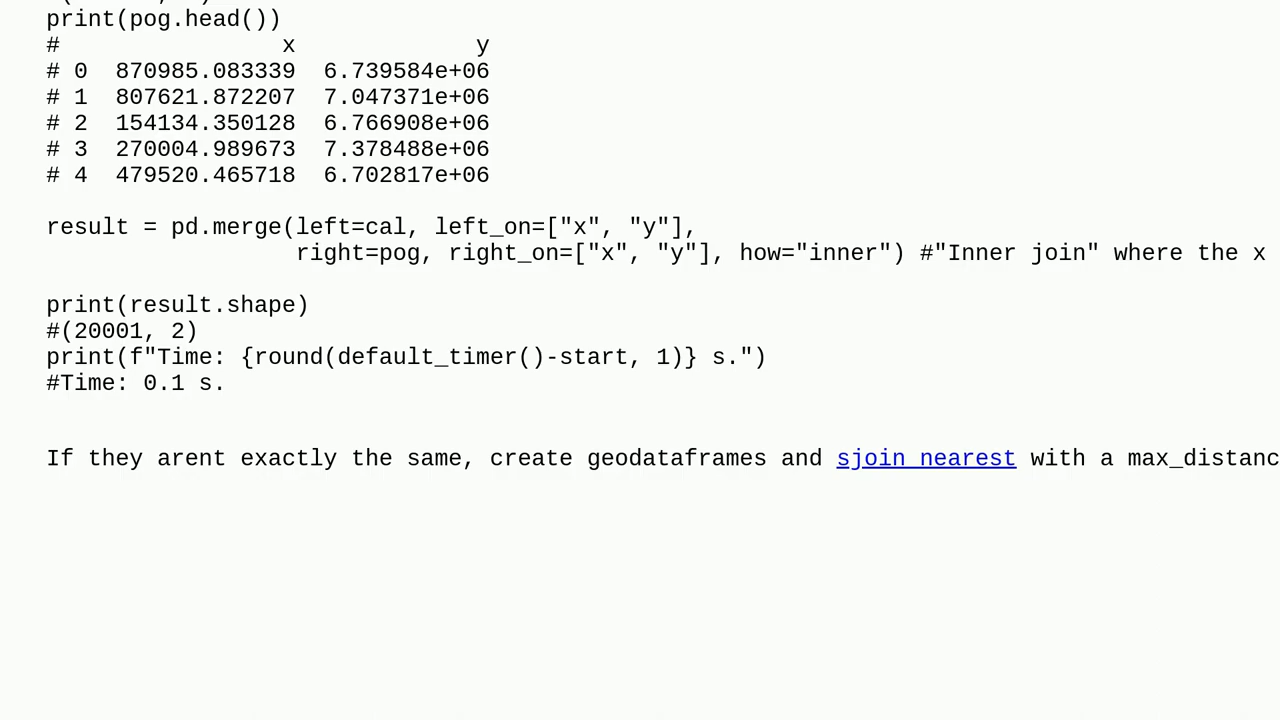 print(pog.head())
#                x             y
# 0  870985.083339  6.739584e+06
# 1  807621.872207  7.047371e+06
# 2  154134.350128  6.766908e+06
# 3  270004.989673  7.378488e+06
# 4  479520.465718  6.702817e+06
result = pd.merge(left=cal, left_on=["x", "y"],
                  right=pog, right_on=["x", "y"], how="inner") #"Inner join" where the x
print(result.shape)
#(20001, 2)
print(f"Time: {round(default_timer()-start, 1)} s.")
#Time: 0.1 s.
If they arent exactly the same, create geodataframes and sjoin_nearest with a max_distanc